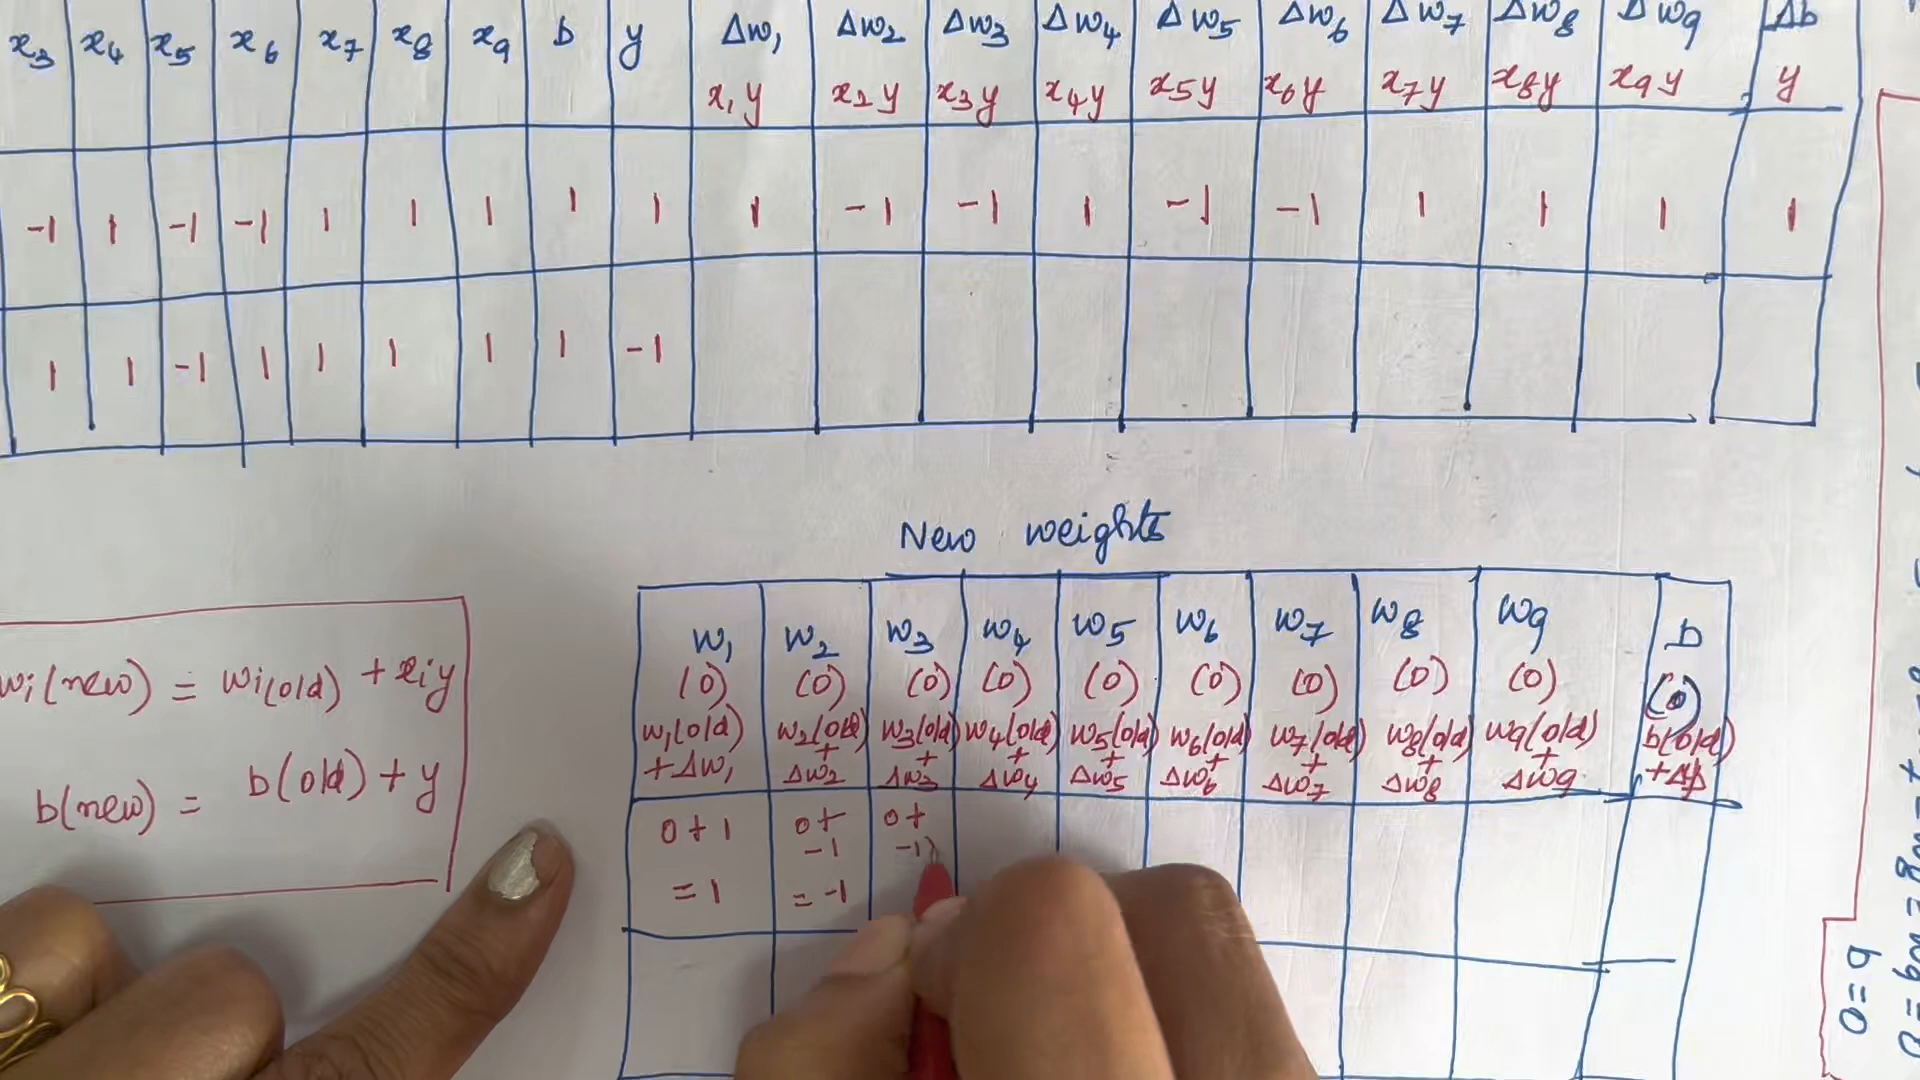 x3 x4 x5 x6 x7 x8 x9 b y Δw1 Δw2 Δw3 Δw4 Δw5 Δw6 Δw7 Δw8 Δw9 Δb
x1y x2y x3y x4y x5y x6y x7y x8y x9y y
-1 1 -1 -1 1 1 1 1 1 1 -1 -1 1 -1 -1 1 1 1 1
1 1 -1 1 1 1 1 1 -1
New weights
w1 w2 w3 w4 w5 w6 w7 w8 w9 b
(0) (0) (0) (0) (0) (0) (0) (0) (0) (0)
w1(old) w2(old) w3(old) w4(old) w5(old) w6(old) w7(old) w8(old) w9(old) b(old)
+Δw1 +Δw2 +Δw3 +Δw4 +Δw5 +Δw6 +Δw7 +Δw8 +Δw9 +Δb
0+1 0+ 0+
-1 -1
=1 =-1
wi(new) = wi(old) + xiy
b(new) = b(old) + y